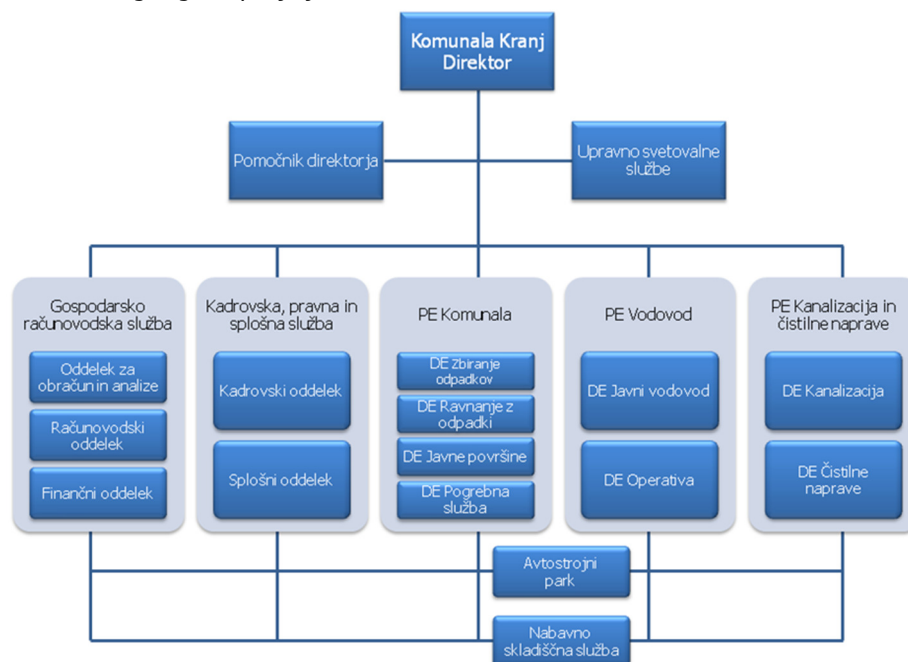 Komunala Kranj
Direktor
Pomočnik direktorja
Upravno svetovalne
službe
Gospodarsko
računovodska služba
Oddelek za
obračun in analize
Računovodski
oddelek
Finančni oddelek
Kadrovska, pravna in
splošna služba
Kadrovski oddelek
Splošni oddelek
PE Komunala
DE Zbiranje
odpadkov
DE Ravnanje z
odpadki
DE Javne površine
DE Pogrebna
služba
PE Vodovod
DE Javni vodovod
DE Operativa
PE Kanalizacija in
čistilne naprave
DE Kanalizacija
DE Čistilne
naprave
Avtostrojni
park
Nabavno
skladiščna služba